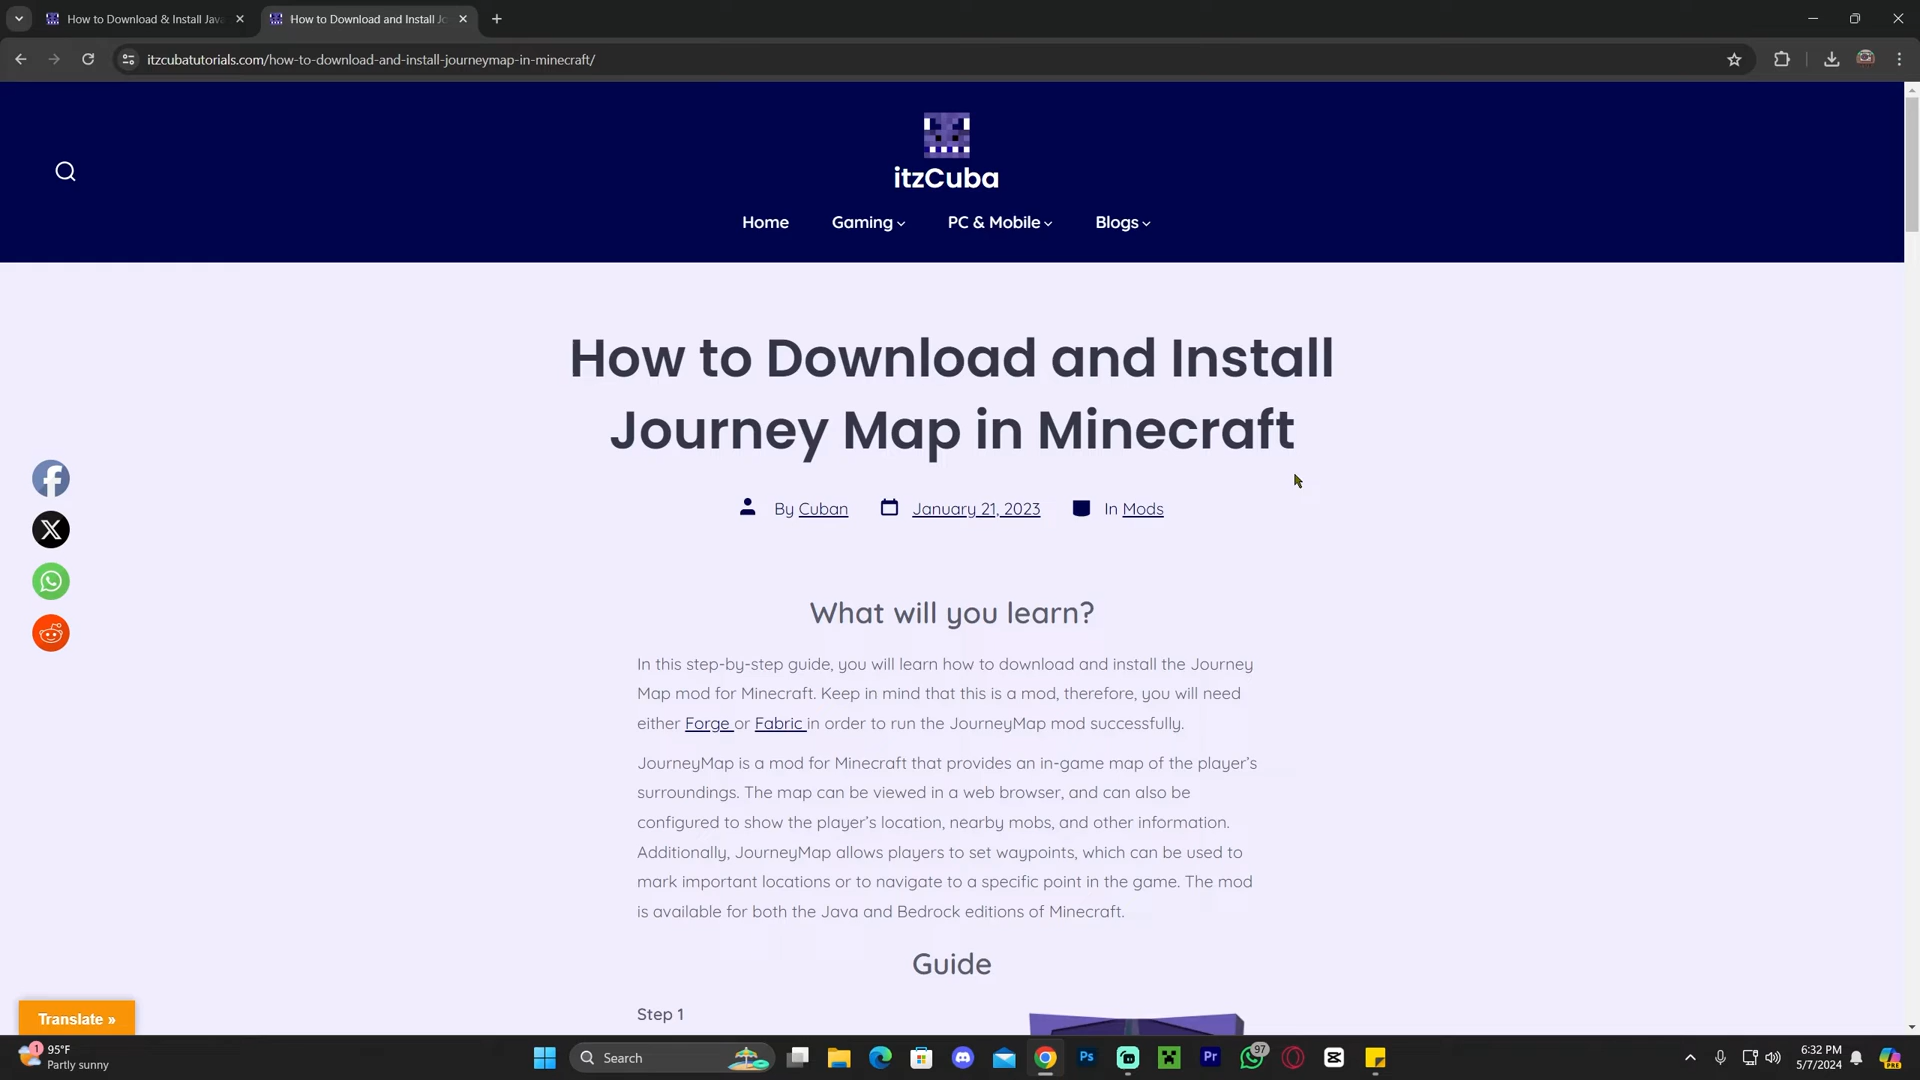 How to Download & Install Java
How to Download and Install Jo
itzcubatutorials.com/how-to-download-and-install-journeymap-in-minecraft/
itzCuba
Home Gaming PC & Mobile Blogs
How to Download and Install
Journey Map in Minecraft
By Cuban January 21, 2023 In Mods
What will you learn?
In this step-by-step guide, you will learn how to download and install the Journey
Map mod for Minecraft. Keep in mind that this is a mod, therefore, you will need
either Forge or Fabric in order to run the JourneyMap mod successfully.
JourneyMap is a mod for Minecraft that provides an in-game map of the player's
surroundings. The map can be viewed in a web browser, and can also be
configured to show the player's location, nearby mobs, and other information.
Additionally, JourneyMap allows players to set waypoints, which can be used to
mark important locations or to navigate to a specific point in the game. The mod
is available for both the Java and Bedrock editions of Minecraft.
Guide
Step 1
Translate »
1
95°F
Partly sunny
Search
Ps
Pr
97
6:32 PM
5/7/2024
PRE